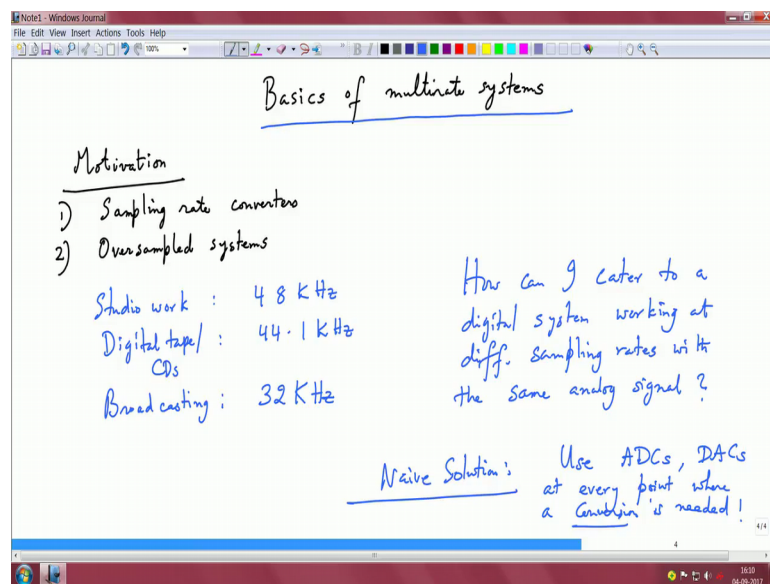 Note1 - Windows Journal
File Edit View Insert Actions Tools Help
100%
B I
Basics of multirate systems
Motivation
1) Sampling rate converters
2) Oversampled systems
Studio work : 48 KHz
Digital tape/ : 44.1 KHz
CDs
Broadcasting : 32 KHz
How can I cater to a
digital system working at
diff. sampling rates with
the same analog signal ?
Naive Solution : Use ADCs, DACs
at every point where
a Conversion is needed !
4/4
4
16:10
04-09-2017